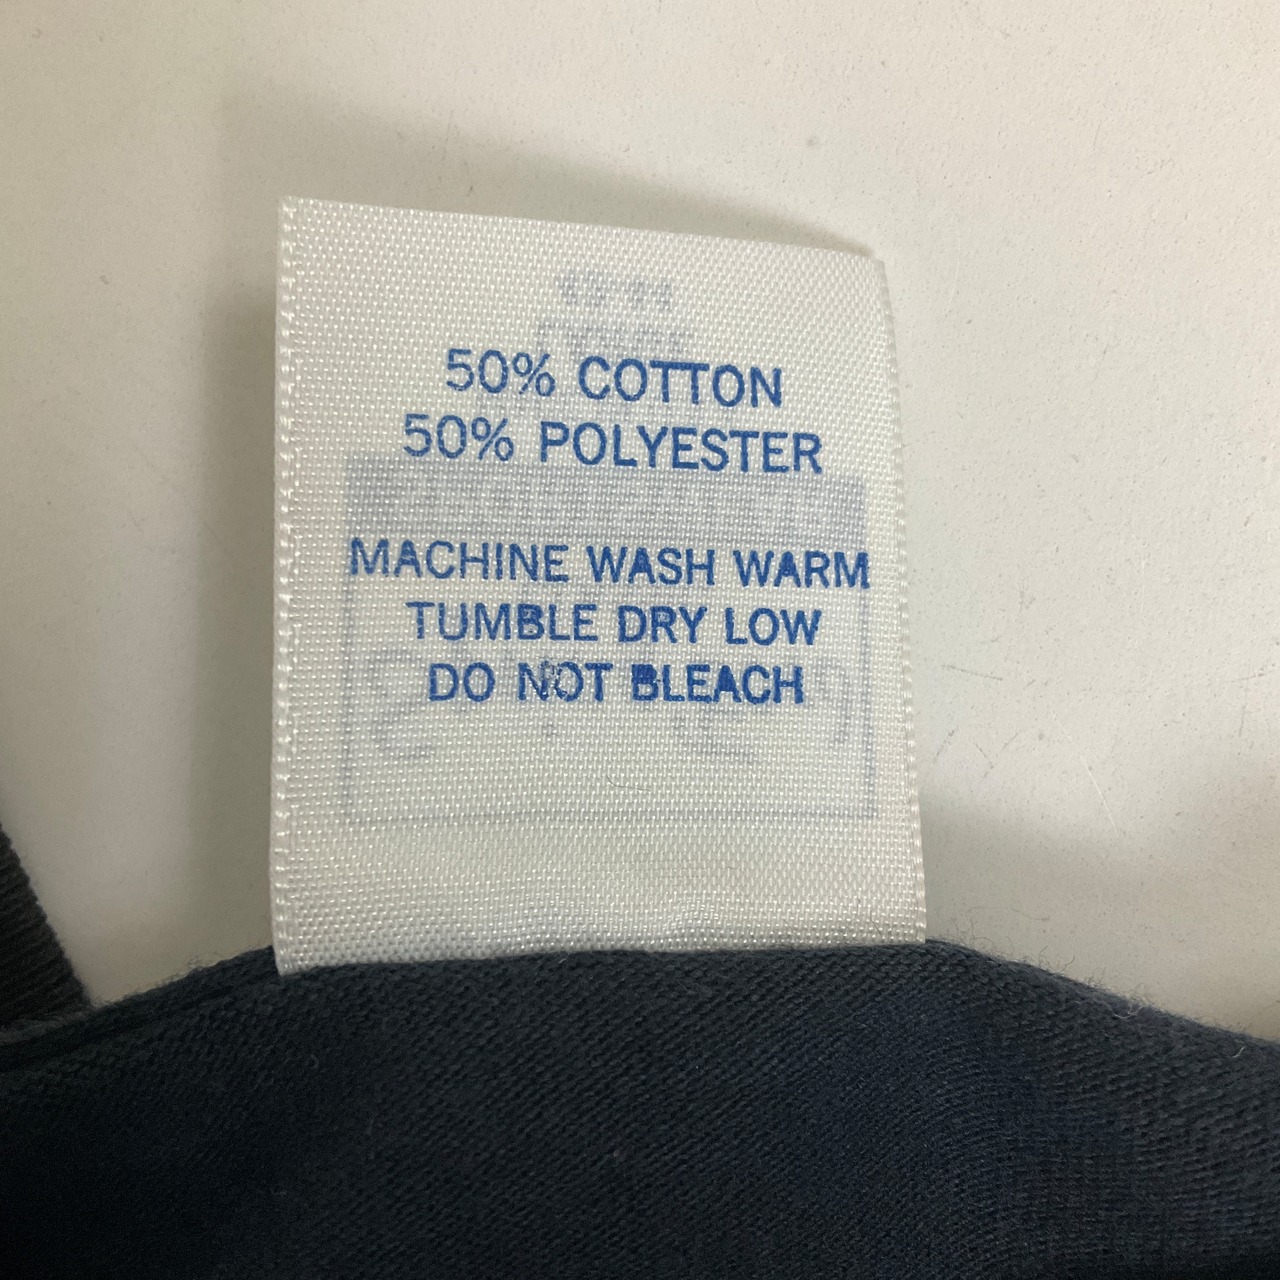 50% COTTON
50% POLYESTER
MACHINE WASH WARM
TUMBLE DRY LOW
DO NOT BLEACH